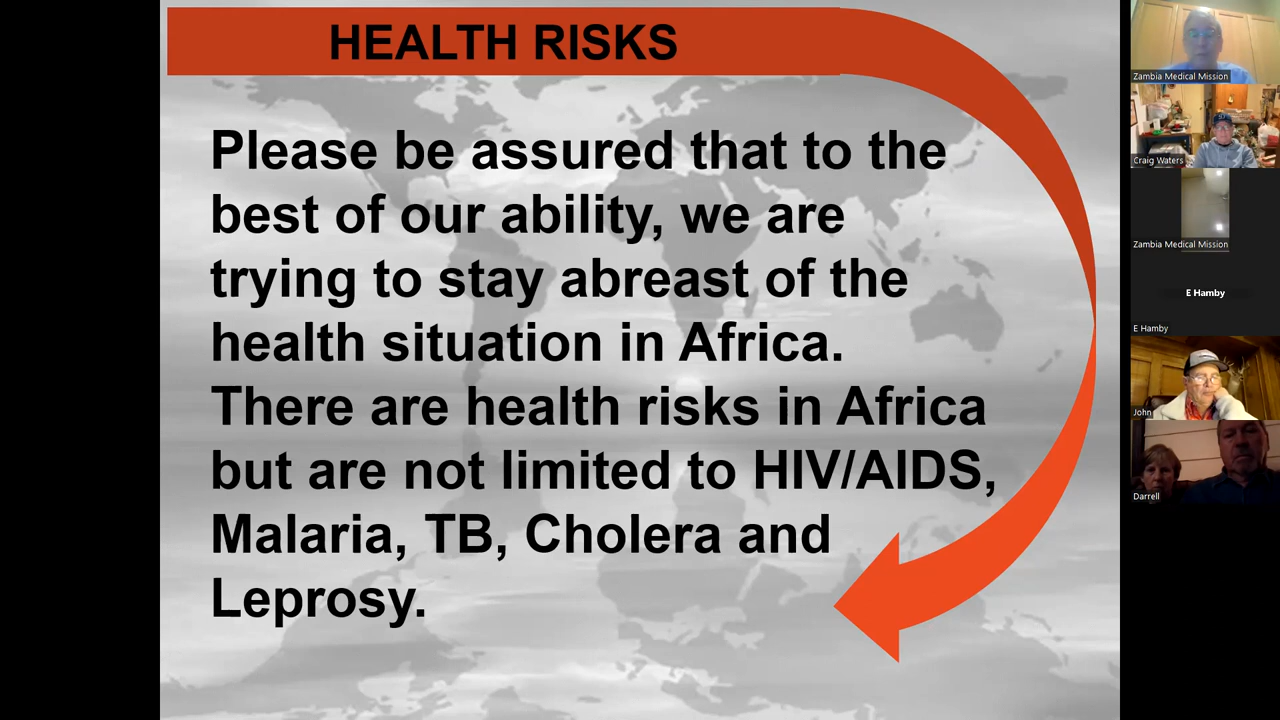 HEALTH RISKS
Please be assured that to the
best of our ability, we are
trying to stay abreast of the
health situation in Africa.
There are health risks in Africa
but are not limited to HIV/AIDS,
Malaria, TB, Cholera and
Leprosy.
Zambia Medical Mission
Craig Waters
Zambia Medical Mission
E Hamby
E Hamby
John
Darrell